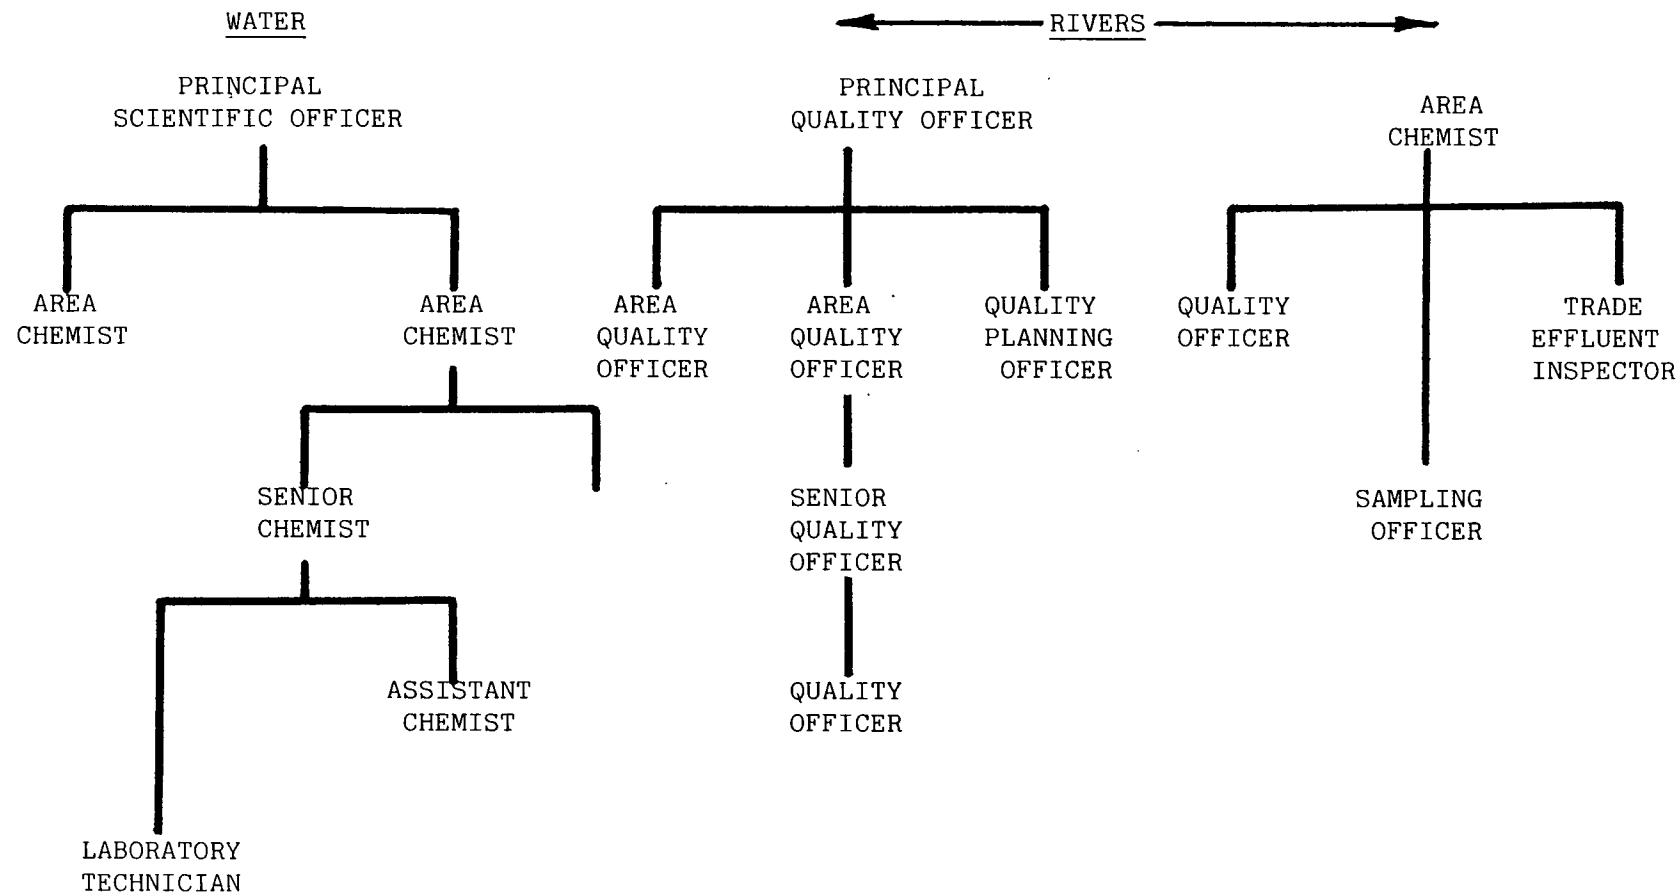 WATER
RIVERS
PRINCIPAL
SCIENTIFIC OFFICER
PRINCIPAL
QUALITY OFFICER
AREA
CHEMIST
AREA
CHEMIST
AREA
CHEMIST
AREA
QUALITY
OFFICER
AREA
QUALITY
OFFICER
QUALITY
PLANNING
OFFICER
QUALITY
OFFICER
TRADE
EFFLUENT
INSPECTOR
SENIOR
CHEMIST
SENIOR
QUALITY
OFFICER
SAMPLING
OFFICER
ASSISTANT
CHEMIST
QUALITY
OFFICER
LABORATORY
TECHNICIAN